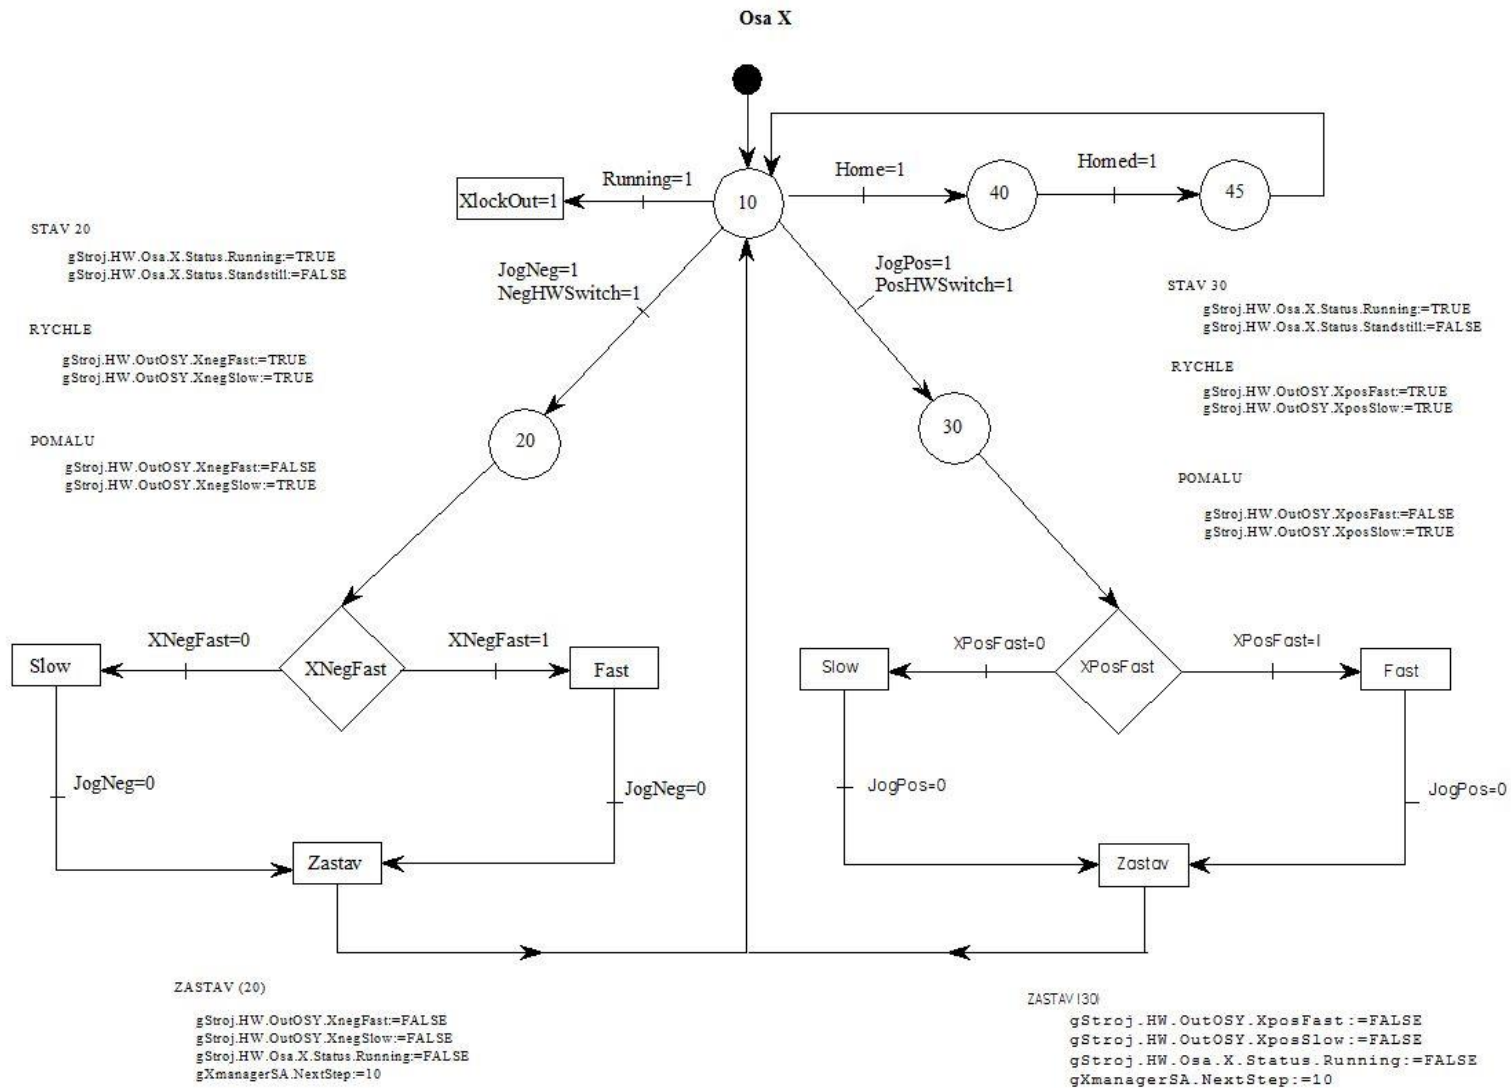 Osa X
Running=1
Home=1
Homed=1
XlockOut=1
10
40
45
STAV 20
gStroj.HW.Osa.X.Status.Running:=TRUE
gStroj.HW.Osa.X.Status.Standstill:=FALSE
JogNeg=1
NegHWSwitch=1
JogPos=1
PosHWSwitch=1
STAV 30
gStroj.HW.Osa.X.Status.Running:=TRUE
gStroj.HW.Osa.X.Status.Standstill:=FALSE
RYCHLE
gStroj.HW.OutOSY.XnegFast:=TRUE
gStroj.HW.OutOSY.XnegSlow:=TRUE
RYCHLE
gStroj.HW.OutOSY.XposFast:=TRUE
gStroj.HW.OutOSY.XposSlow:=TRUE
20
30
POMALU
gStroj.HW.OutOSY.XnegFast:=FALSE
gStroj.HW.OutOSY.XnegSlow:=TRUE
POMALU
gStroj.HW.OutOSY.XposFast:=FALSE
gStroj.HW.OutOSY.XposSlow:=TRUE
XNegFast=0
XNegFast=1
Slow
XNegFast
Fast
XPosFast=0
XPosFast=1
Slow
XPosFast
Fast
JogNeg=0
JogNeg=0
JogPos=0
JogPos=0
Zastav
Zastav
ZASTAV (20)
gStroj.HW.OutOSY.XnegFast:=FALSE
gStroj.HW.OutOSY.XnegSlow:=FALSE
gStroj.HW.Osa.X.Status.Running:=FALSE
gXmanagerSA.NextStep:=10
ZASTAV (30)
gStroj.HW.OutOSY.XposFast:=FALSE
gStroj.HW.OutOSY.XposSlow:=FALSE
gStroj.HW.Osa.X.Status.Running:=FALSE
gXmanagerSA.NextStep:=10